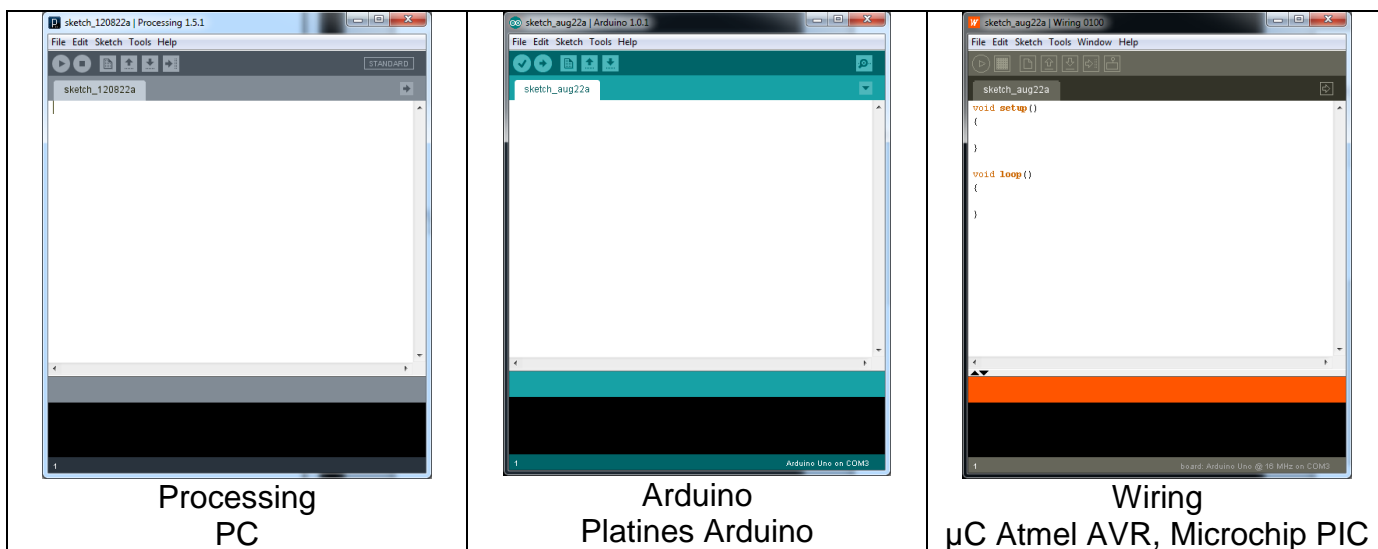 sketch_120822a | Processing 1.5.1
File Edit Sketch Tools Help
STANDARD
sketch_120822a
1
Processing
PC
sketch_aug22a | Arduino 1.0.1
File Edit Sketch Tools Help
sketch_aug22a
1
Arduino Uno on COM3
Arduino
Platines Arduino
sketch_aug22a | Wiring 0100
File Edit Sketch Tools Window Help
sketch_aug22a
void setup()
{
}
void loop()
{
}
1
board: Arduino Uno @ 16 MHz on COM3
Wiring
µC Atmel AVR, Microchip PIC